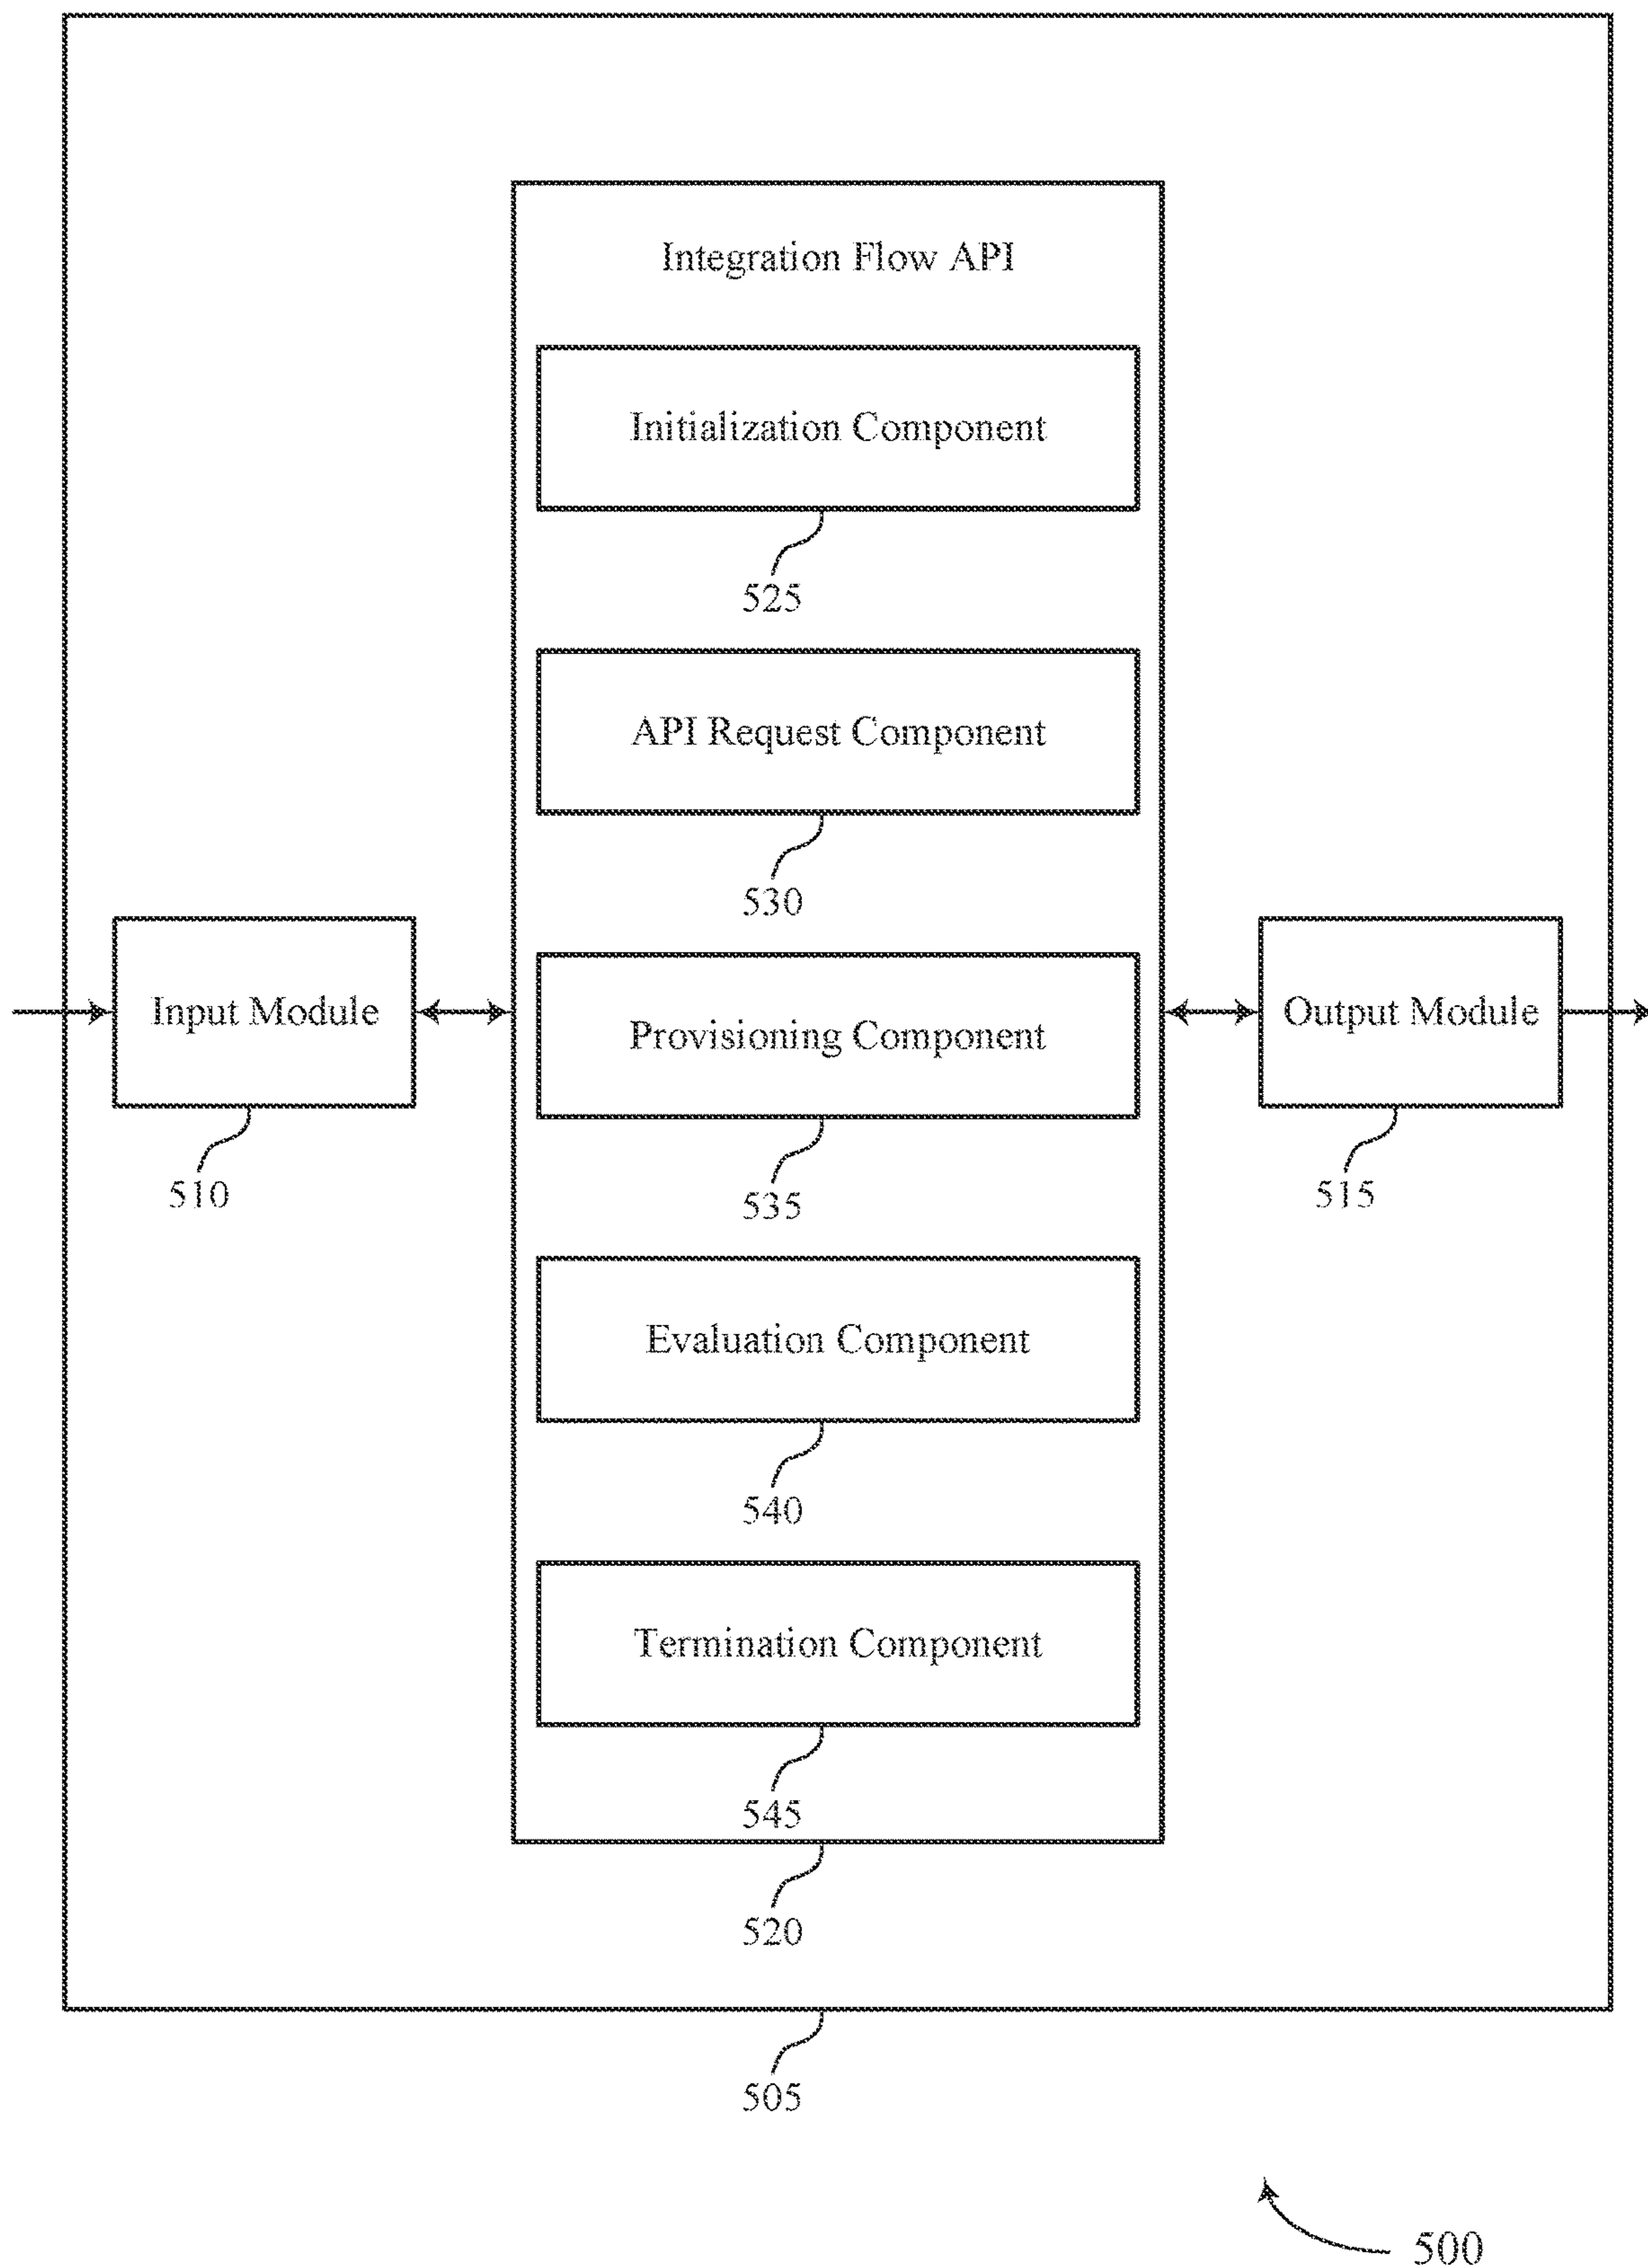 Integration Flow API
Initialization Component
525
API Request Component
530
Input Module
Provisioning Component
Output Module
510
535
515
Evaluation Component
540
Termination Component
545
520
505
500